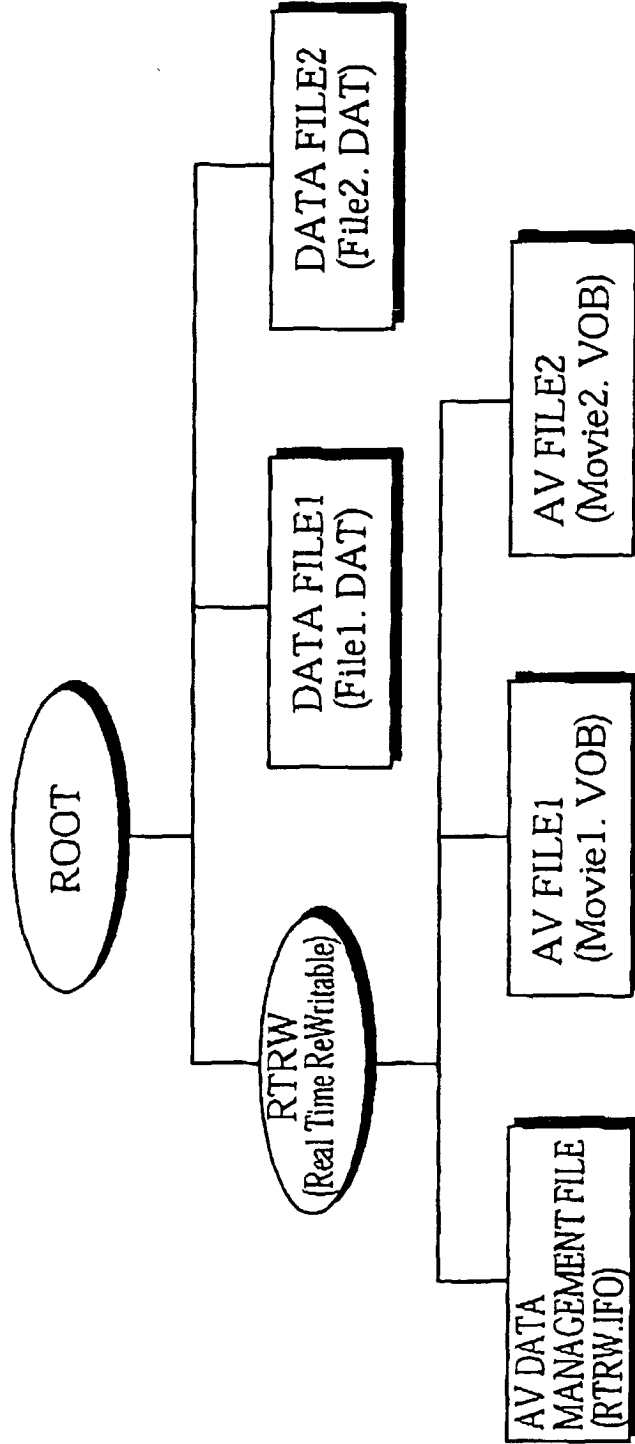 ROOT
RTRW
(Real Time ReWritable)
DATA FILE1
(File1. DAT)
DATA FILE2
(File2. DAT)
AV DATA
MANAGEMENT FILE
(RTRW.IFO)
AV FILE1
(Movie1. VOB)
AV FILE2
(Movie2. VOB)